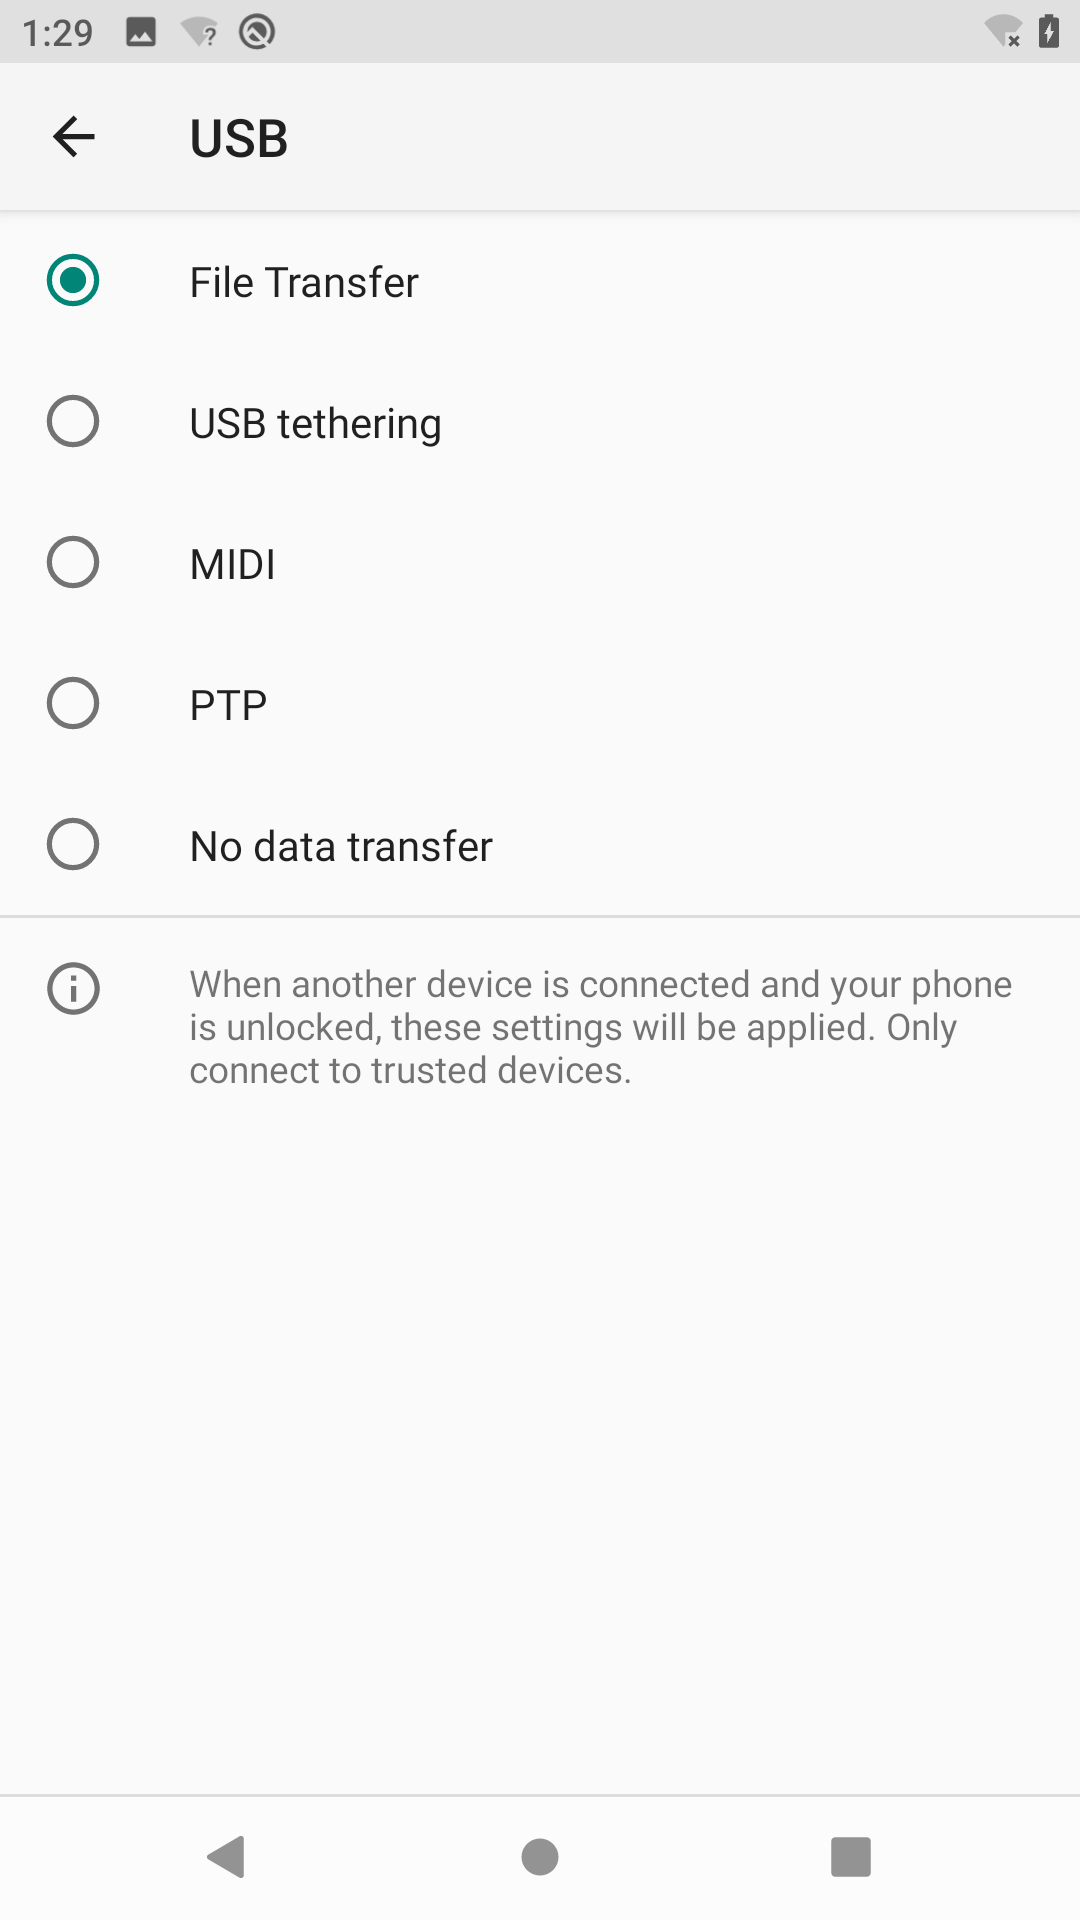 1:29
USB
File Transfer
USB tethering
MIDI
PTP
No data transfer
When another device is connected and your phone
is unlocked, these settings will be applied. Only
connect to trusted devices.